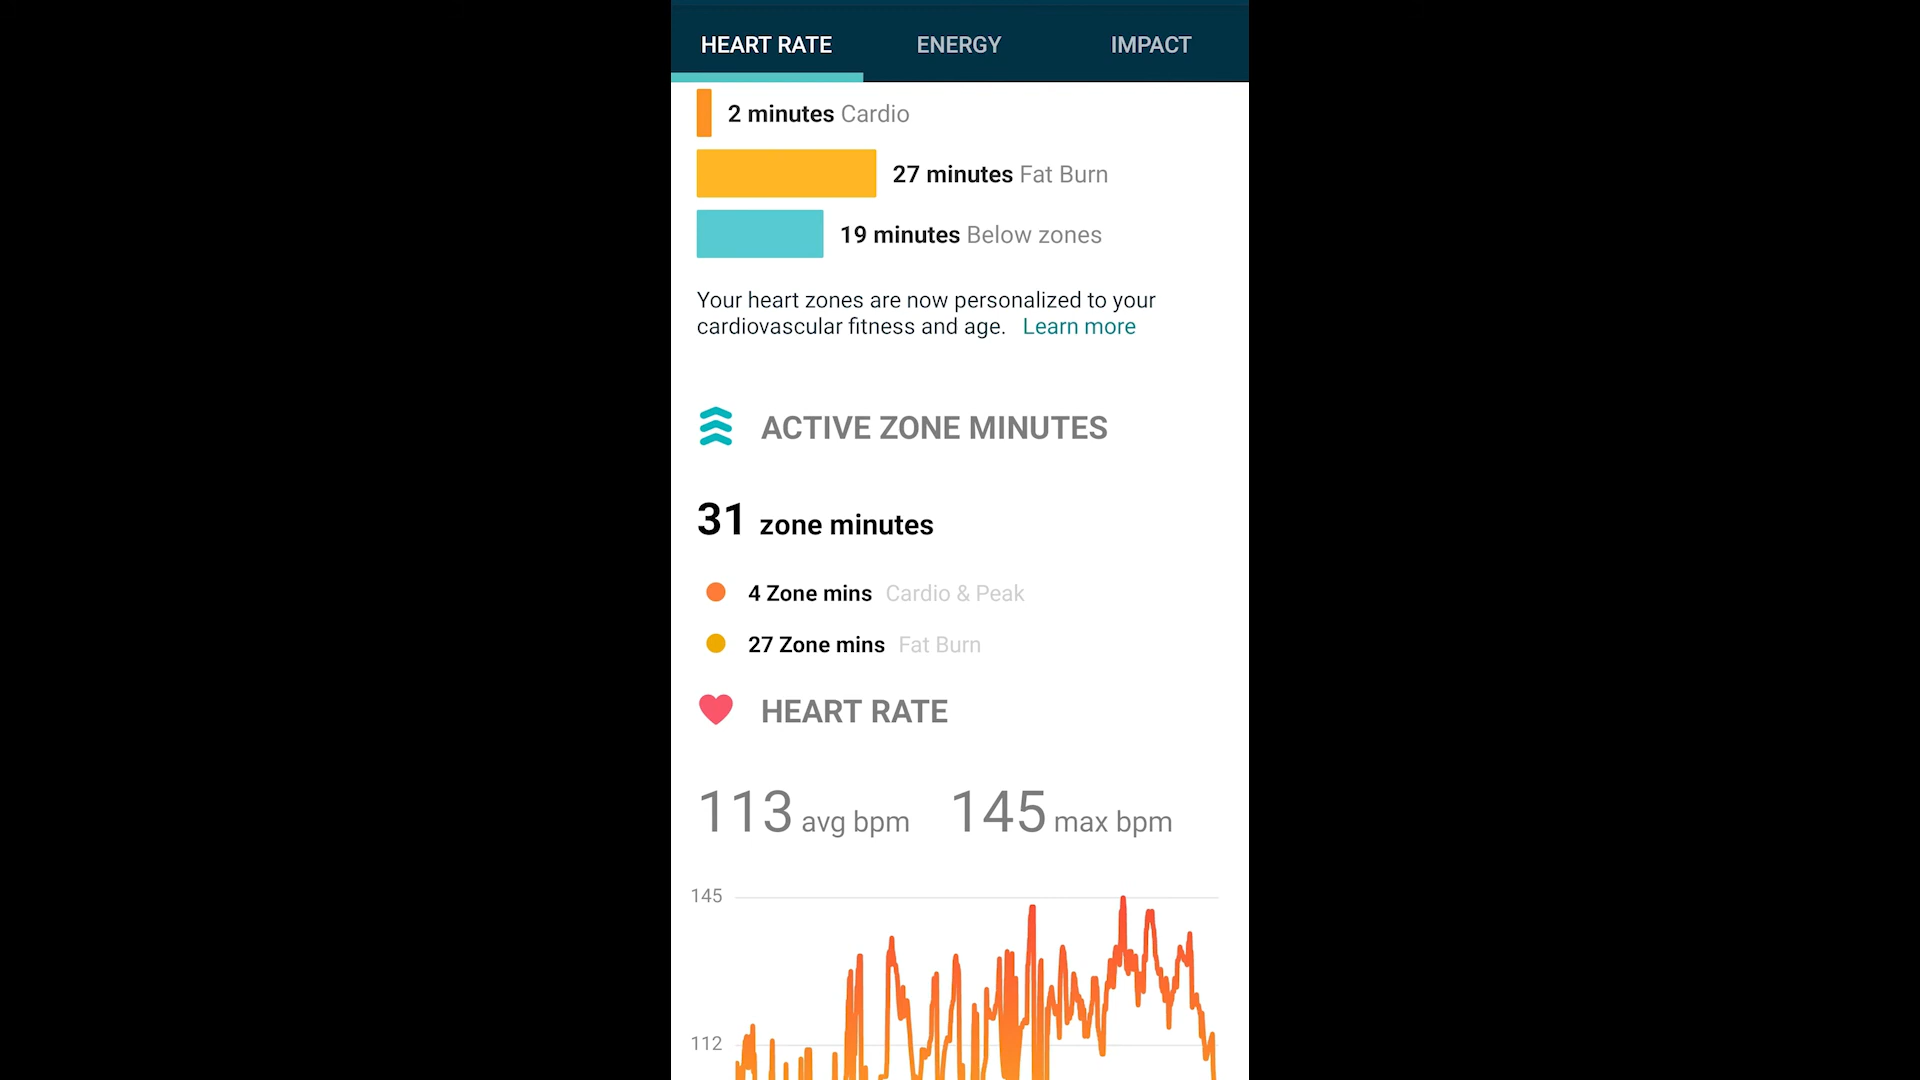 HEART RATE ENERGY IMPACT
2 minutes Cardio
27 minutes Fat Burn
19 minutes Below zones
Your heart zones are now personalized to your
cardiovascular fitness and age. Learn more
ACTIVE ZONE MINUTES
31 zone minutes
4 Zone mins Cardio & Peak
27 Zone mins Fat Burn
HEART RATE
113 avg bpm 145 max bpm
145
112